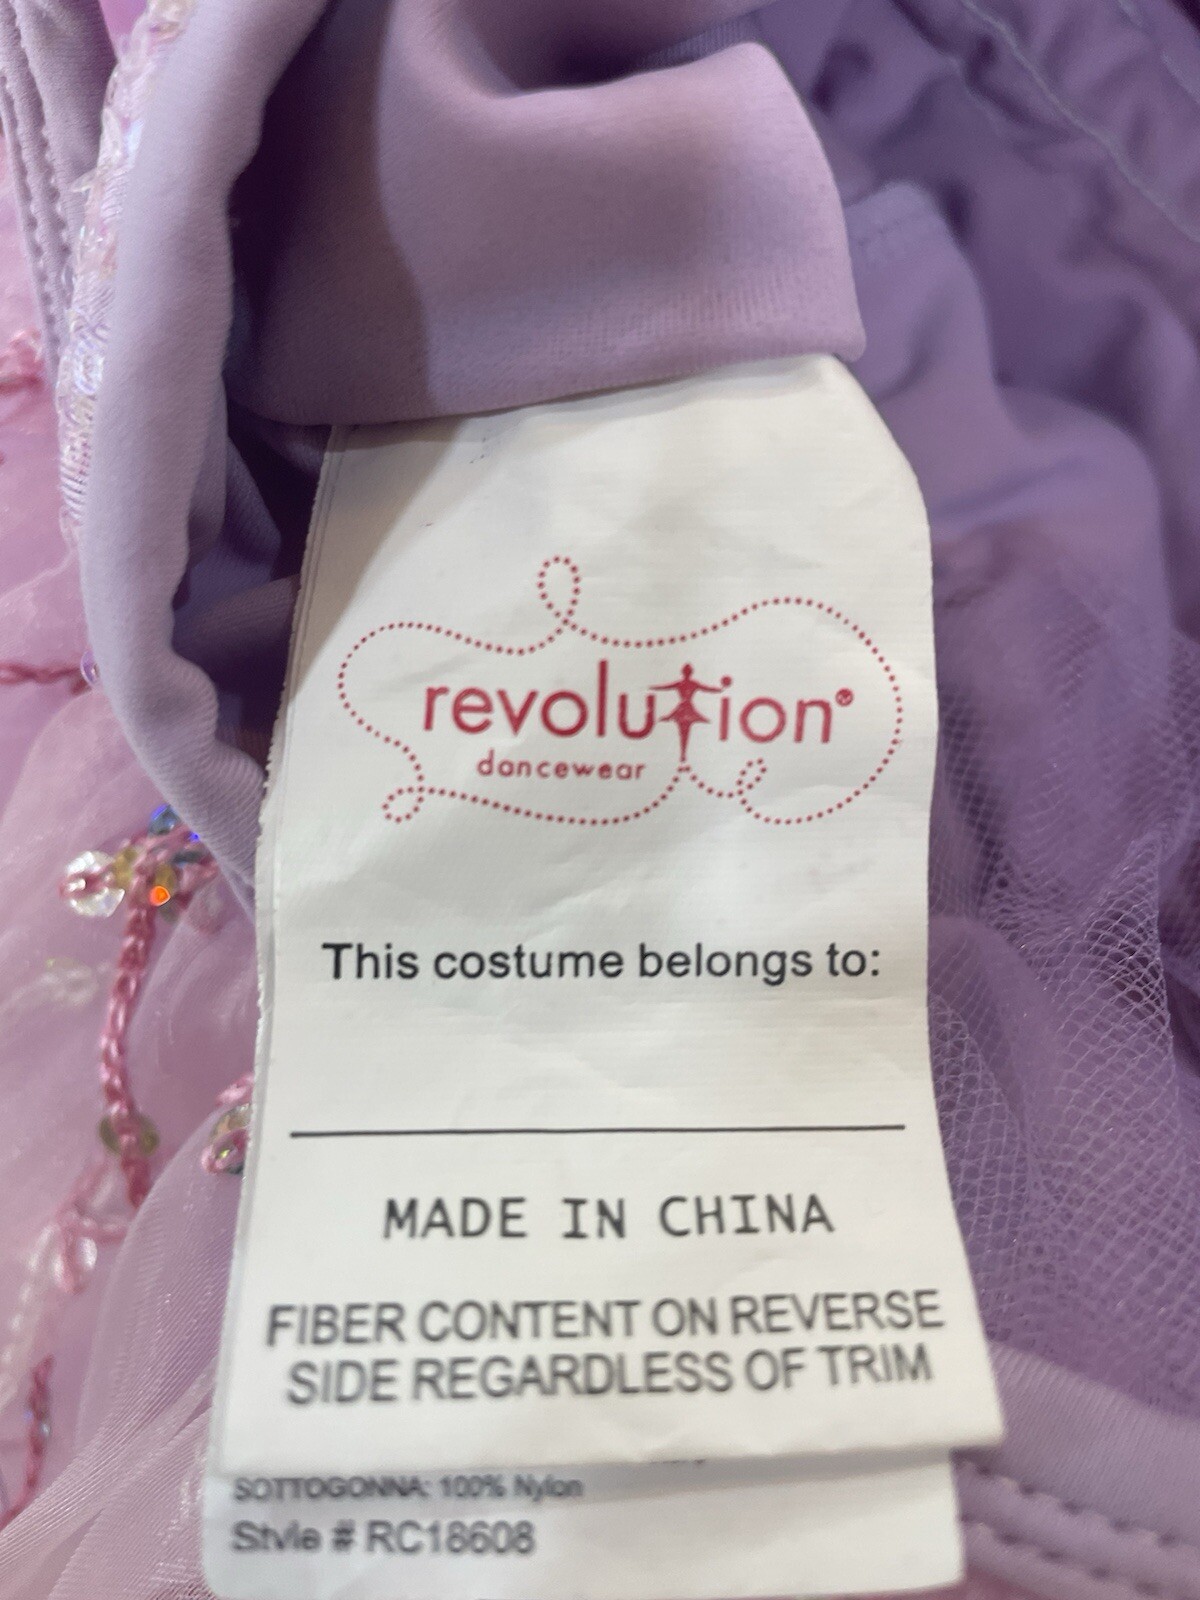 revolution®
dancewear
This costume belongs to:
MADE IN CHINA
FIBER CONTENT ON REVERSE
SIDE REGARDLESS OF TRIM
SOTTOGONNA: 100% Nylon
Style # RC18608